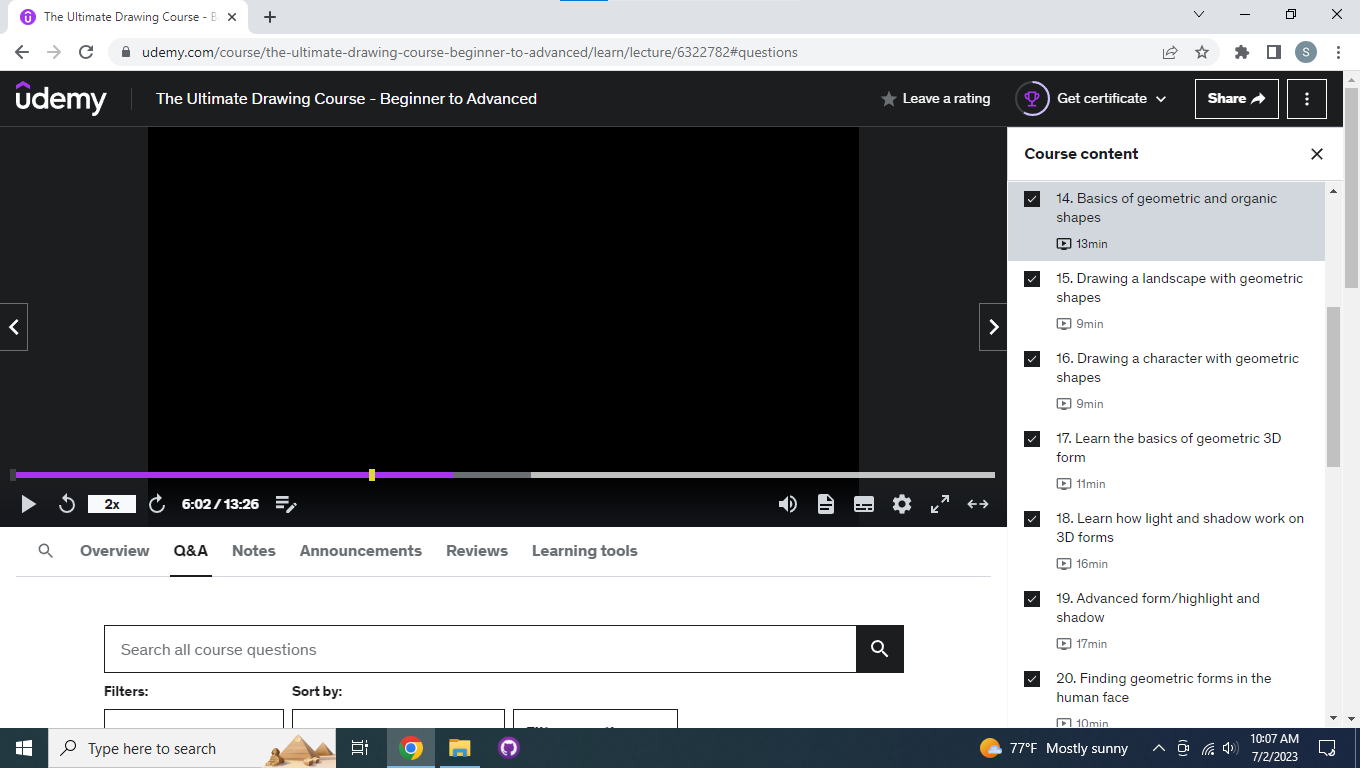 The Ultimate Drawing Course - B
udemy.com/course/the-ultimate-drawing-course-beginner-to-advanced/learn/lecture/6322782#questions
S
udemy
The Ultimate Drawing Course - Beginner to Advanced
Leave a rating
Get certificate
Share
Course content
14. Basics of geometric and organic
shapes
13min
15. Drawing a landscape with geometric
shapes
9min
16. Drawing a character with geometric
shapes
9min
17. Learn the basics of geometric 3D
form
11min
18. Learn how light and shadow work on
3D forms
16min
19. Advanced form/highlight and
shadow
17min
20. Finding geometric forms in the
human face
10min
2x
6:02 / 13:26
Overview
Q&A
Notes
Announcements
Reviews
Learning tools
Search all course questions
Filters:
Sort by:
Type here to search
77°F Mostly sunny
10:07 AM
7/2/2023